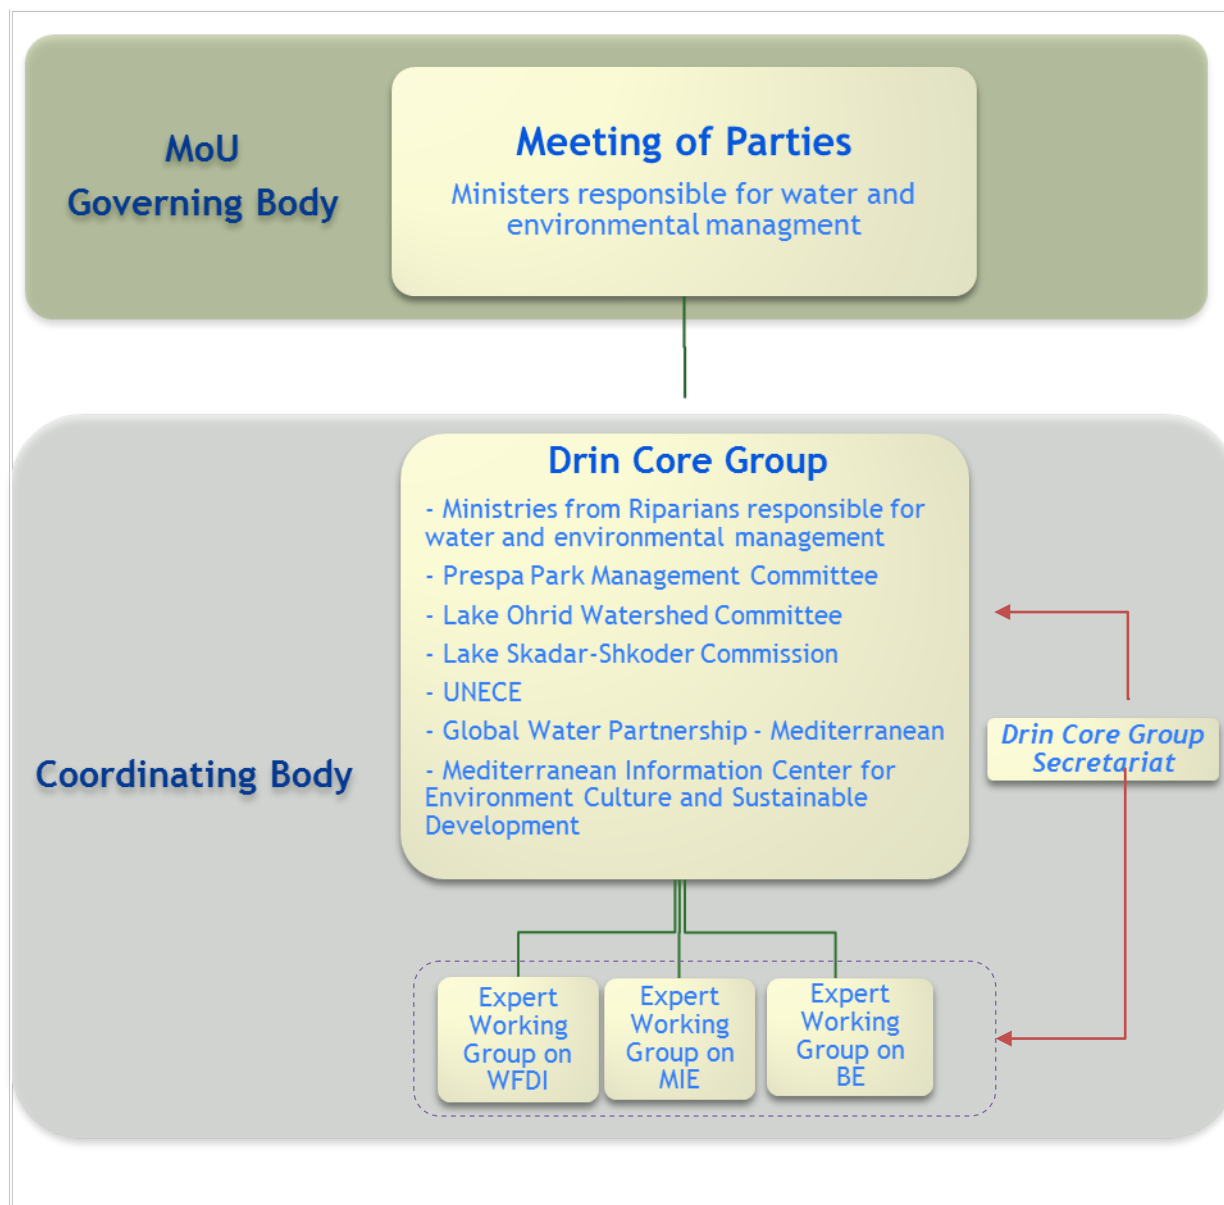 MoU
Governing Body
Meeting of Parties
Ministers responsible for water and
environmental managment
Coordinating Body
Drin Core Group
- Ministries from Riparians responsible for
water and environmental management
- Prespa Park Management Committee
- Lake Ohrid Watershed Committee
- Lake Skadar-Shkoder Commission
- UNECE
- Global Water Partnership - Mediterranean
- Mediterranean Information Center for
Environment Culture and Sustainable
Development
Drin Core Group
Secretariat
Expert
Working
Group on
WFDI
Expert
Working
Group on
MIE
Expert
Working
Group on
BE